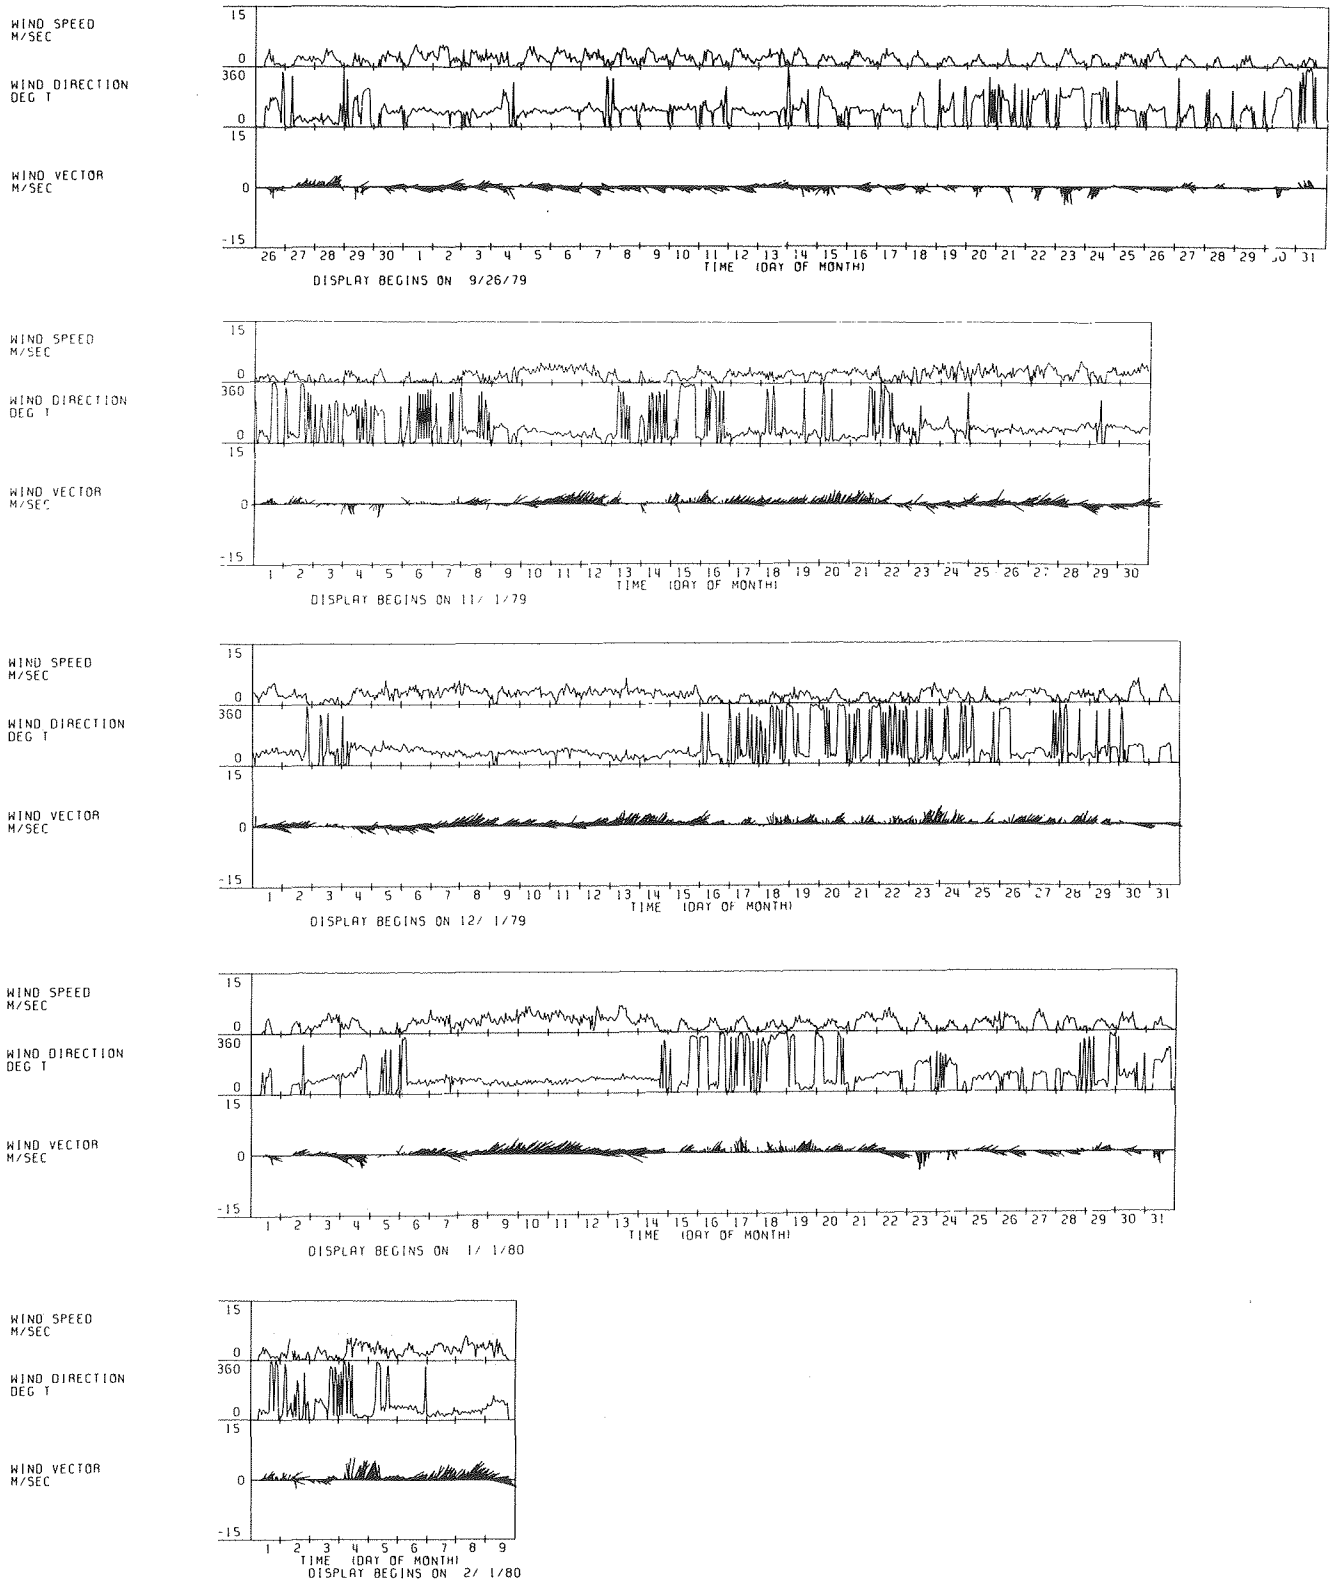 WIND SPEED
M/SEC
15
0
WIND DIRECTION
DEG T
360
0
WIND VECTOR
M/SEC
15
0
-15
26 27 28 29 30 1 2 3 4 5 6 7 8 9 10 11 12 13 14 15 16 17 18 19 20 21 22 23 24 25 26 27 28 29 30 31
TIME (DAY OF MONTH)
DISPLAY BEGINS ON 9/26/79
WIND SPEED
M/SEC
15
0
WIND DIRECTION
DEG T
360
0
WIND VECTOR
M/SEC
15
0
-15
1 2 3 4 5 6 7 8 9 10 11 12 13 14 15 16 17 18 19 20 21 22 23 24 25 26 27 28 29 30
TIME (DAY OF MONTH)
DISPLAY BEGINS ON 11/ 1/79
WIND SPEED
M/SEC
15
0
WIND DIRECTION
DEG T
360
0
WIND VECTOR
M/SEC
15
0
-15
1 2 3 4 5 6 7 8 9 10 11 12 13 14 15 16 17 18 19 20 21 22 23 24 25 26 27 28 29 30 31
TIME (DAY OF MONTH)
DISPLAY BEGINS ON 12/ 1/79
WIND SPEED
M/SEC
15
0
WIND DIRECTION
DEG T
360
0
WIND VECTOR
M/SEC
15
0
-15
1 2 3 4 5 6 7 8 9 10 11 12 13 14 15 16 17 18 19 20 21 22 23 24 25 26 27 28 29 30 31
TIME (DAY OF MONTH)
DISPLAY BEGINS ON 1/ 1/80
WIND SPEED
M/SEC
15
0
WIND DIRECTION
DEG T
360
0
WIND VECTOR
M/SEC
15
0
-15
1 2 3 4 5 6 7 8 9
TIME (DAY OF MONTH)
DISPLAY BEGINS ON 2/ 1/80